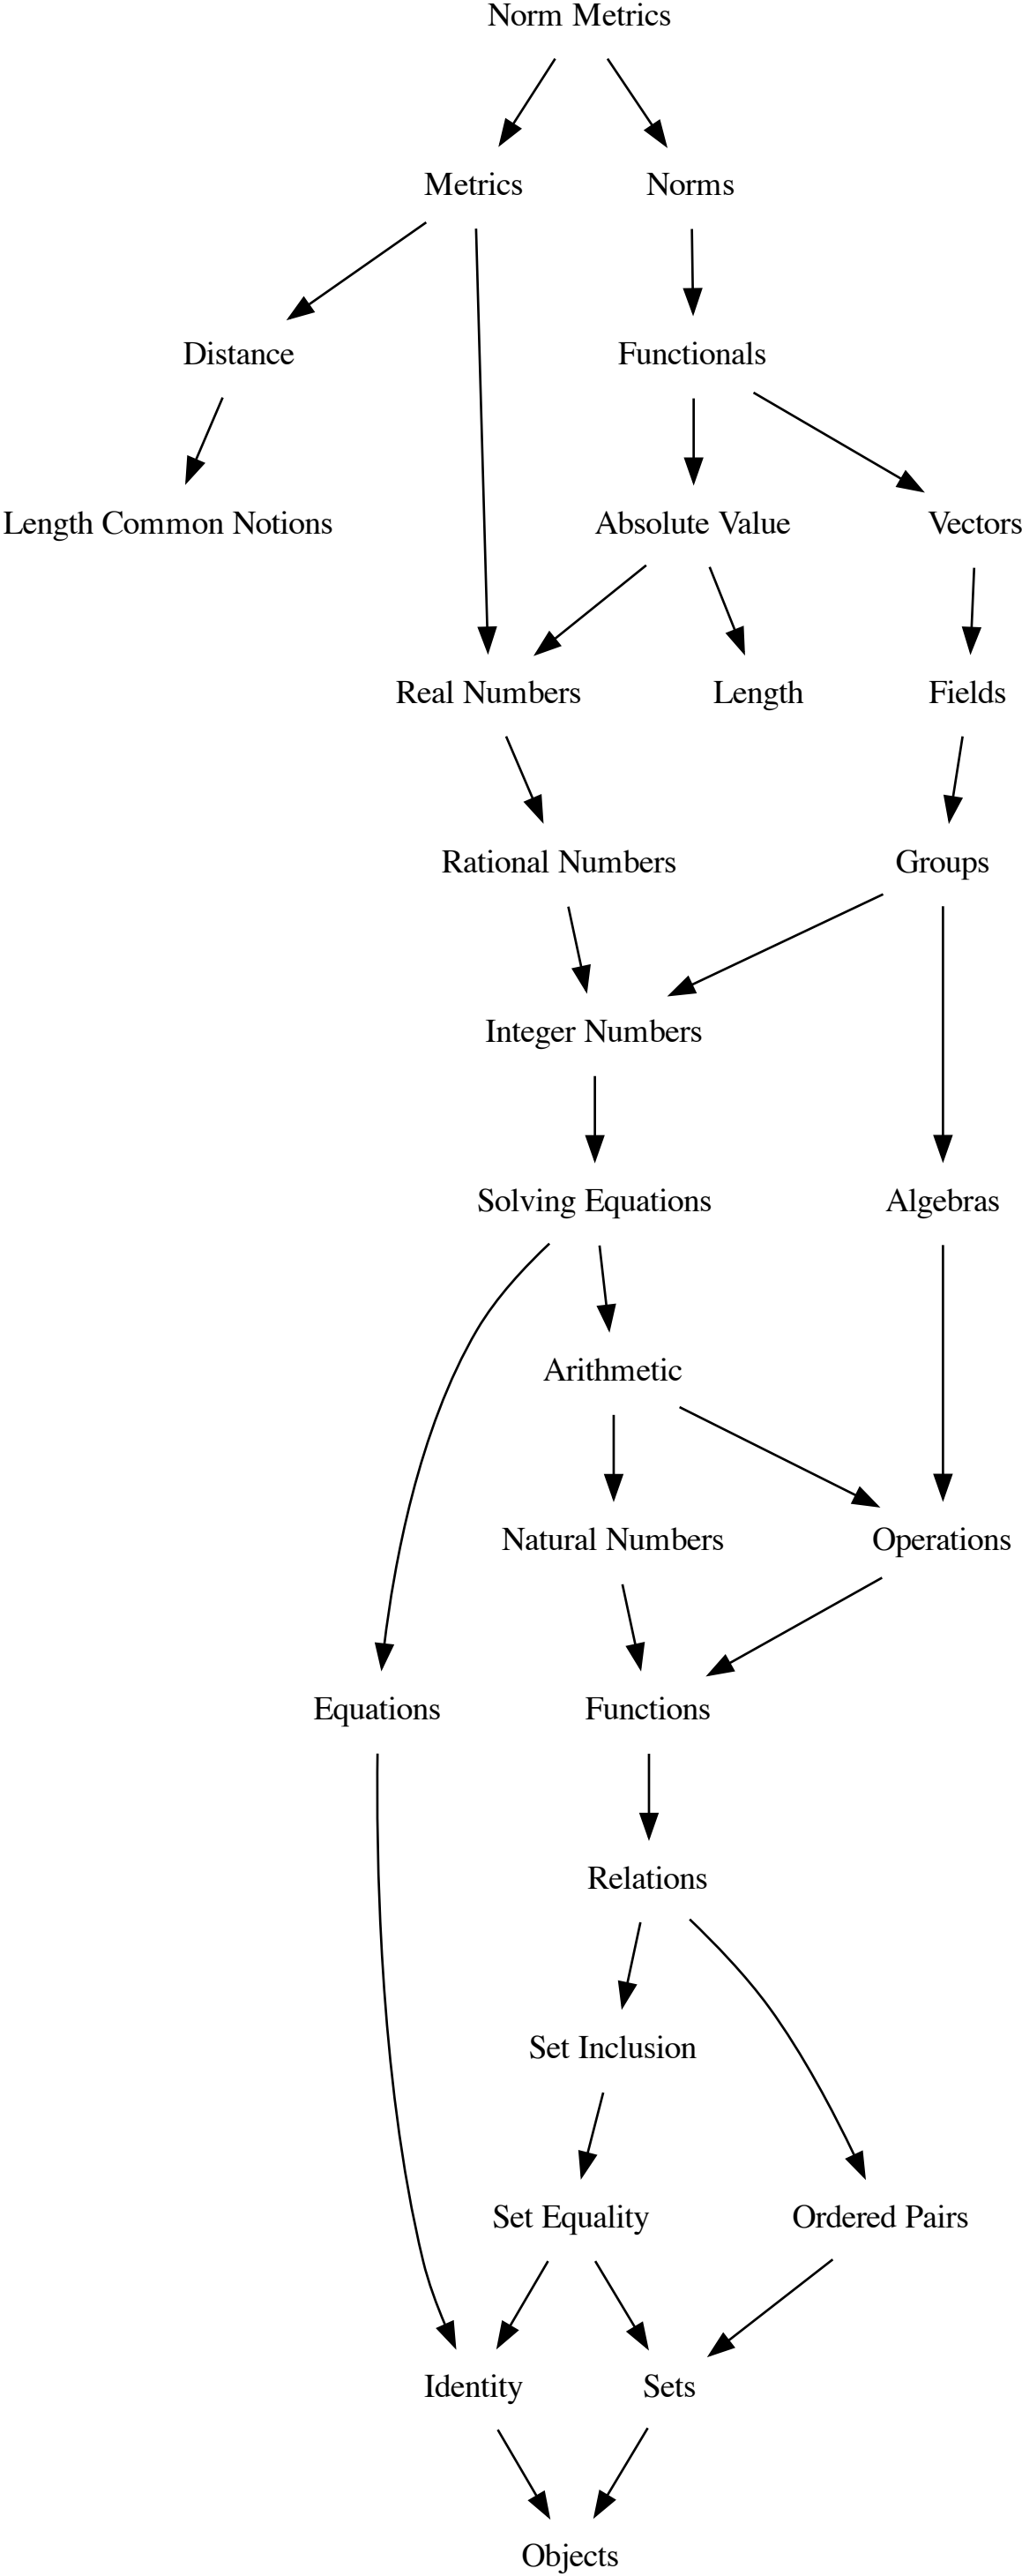 Norm Metrics
Metrics
Norms
Distance
Functionals
Length Common Notions
Absolute Value
Vectors
Real Numbers
Length
Fields
Rational Numbers
Groups
Integer Numbers
Solving Equations
Algebras
Arithmetic
Natural Numbers
Operations
Equations
Functions
Relations
Set Inclusion
Set Equality
Ordered Pairs
Identity
Sets
Objects